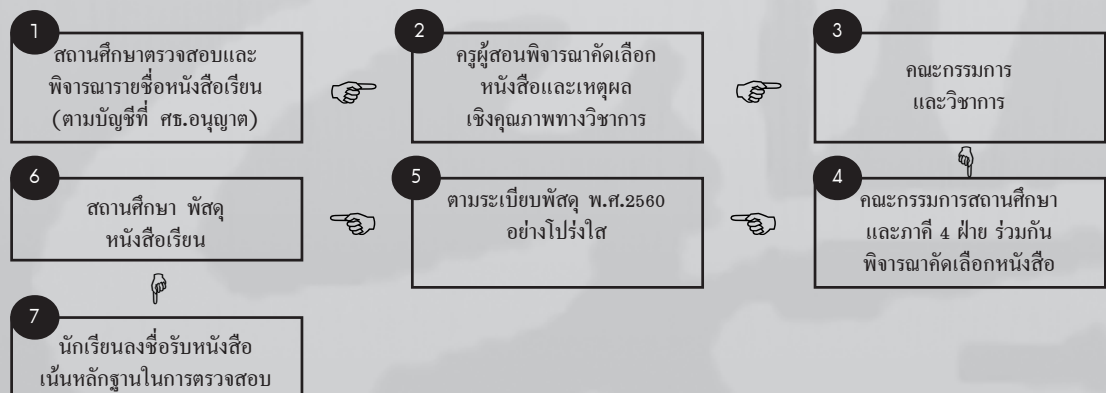 1
สถานศึกษาตรวจสอบและ
พิจารณารายชื่อหนังสือเรียน
(ตามบัญชีที่ ศธ.อนุญาต)
2
ครูผู้สอนพิจารณาคัดเลือก
หนังสือและเหตุผล
เชิงคุณภาพทางวิชาการ
3
คณะกรรมการ
และวิชาการ
4
คณะกรรมการสถานศึกษา
และภาคี 4 ฝ่าย ร่วมกัน
พิจารณาคัดเลือกหนังสือ
5
ตามระเบียบพัสดุ พ.ศ.2560
อย่างโปร่งใส
6
สถานศึกษา พัสดุ
หนังสือเรียน
7
นักเรียนลงชื่อรับหนังสือ
เน้นหลักฐานในการตรวจสอบ